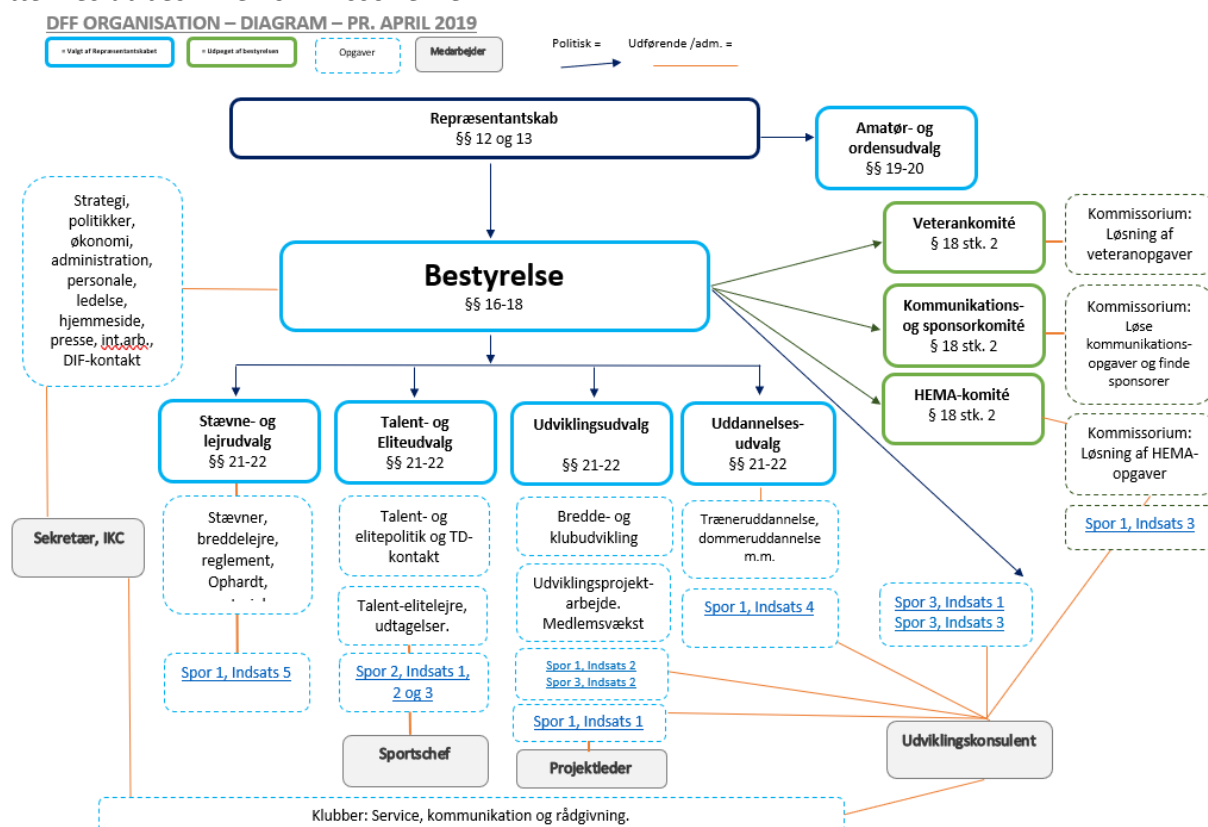 DFF ORGANISATION – DIAGRAM – PR. APRIL 2019
= Valgt af Repræsentantskabet
= Udpeget af bestyrelsen
Opgaver
Medarbejder
Politisk =
Udførende /adm. =
Repræsentantskab
§§ 12 og 13
Amatør- og
ordensudvalg
§§ 19-20
Strategi,
politikker,
økonomi,
administration,
personale,
ledelse,
hjemmeside,
presse, int.arb.,
DIF-kontakt
Bestyrelse
§§ 16-18
Veterankomité
§ 18 stk. 2
Kommissorium:
Løsning af
veteranopgaver
Kommunikations-
og sponsorkomité
§ 18 stk. 2
Kommissorium:
Løse
kommunikations-
opgaver og finde
sponsorer
HEMA-komité
§ 18 stk. 2
Kommissorium:
Løsning af HEMA-
opgaver
Spor 1, Indsats 3
Stævne- og
lejrudvalg
§§ 21-22
Talent- og
Eliteudvalg
§§ 21-22
Udviklingsudvalg
§§ 21-22
Uddannelses-
udvalg
§§ 21-22
Sekretær, IKC
Stævner,
breddelejre,
reglement,
Ophardt,
Talent- og
elitepolitik og TD-
kontakt
Bredde- og
klubudvikling
Træneruddannelse,
dommeruddannelse
m.m.
Talent-elitelejre,
udtagelser.
Udviklingsprojekt-
arbejde.
Medlemsvækst
Spor 1, Indsats 4
Spor 3, Indsats 1
Spor 3, Indsats 3
Spor 1, Indsats 5
Spor 2, Indsats 1,
2 og 3
Spor 1, Indsats 2
Spor 3, Indsats 2
Spor 1, Indsats 1
Sportschef
Projektleder
Udviklingskonsulent
Klubber: Service, kommunikation og rådgivning.